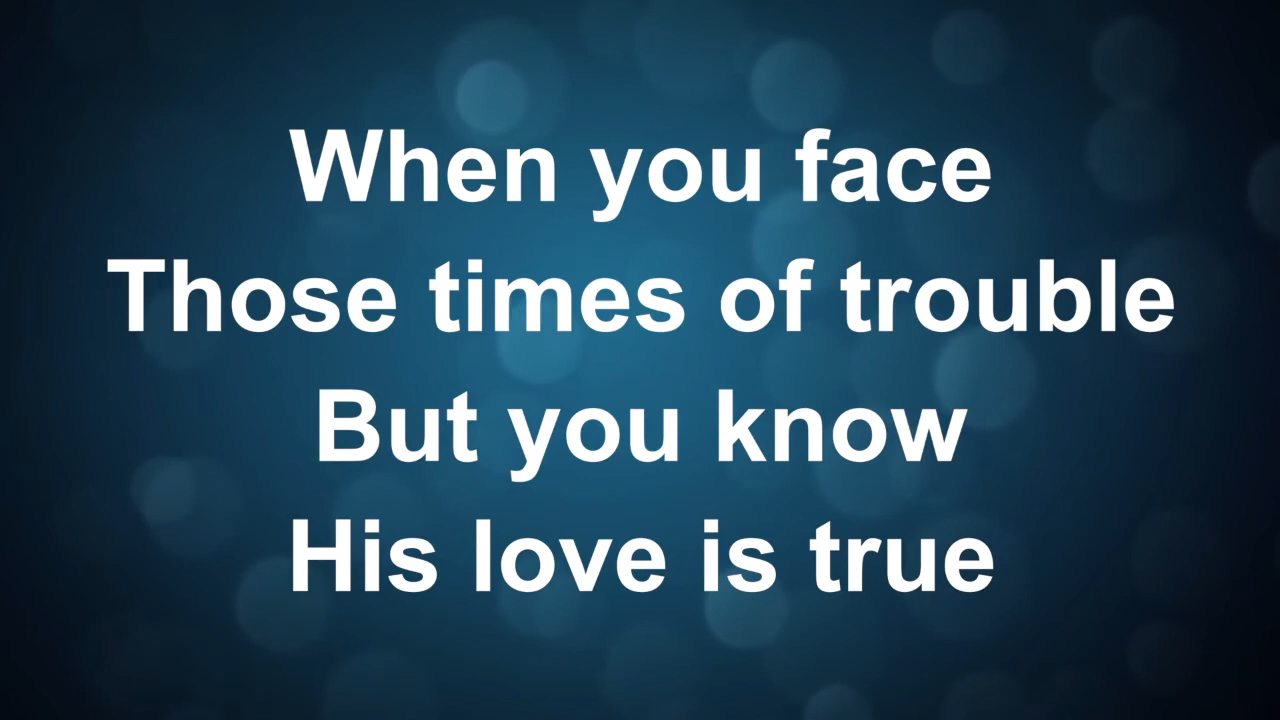 When you face
Those times of trouble
But you know
His love is true